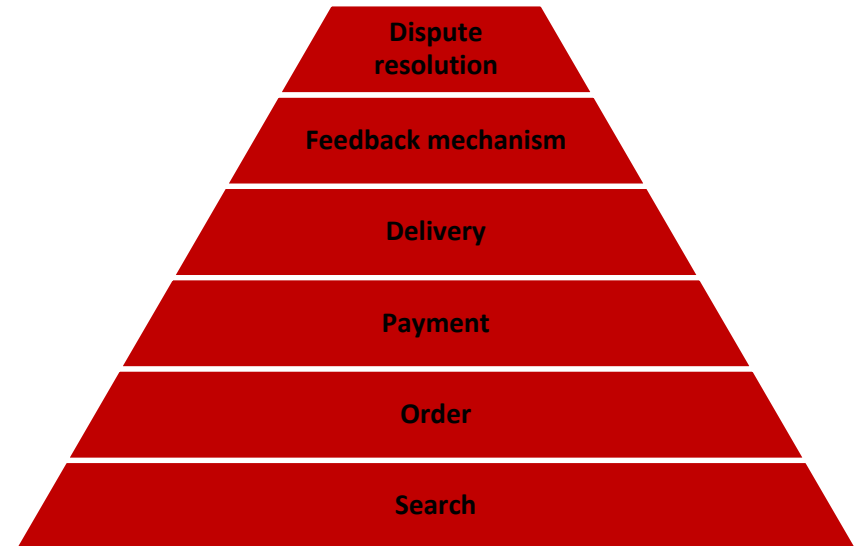 Dispute
resolution
Feedback mechanism
Delivery
Payment
Order
Search